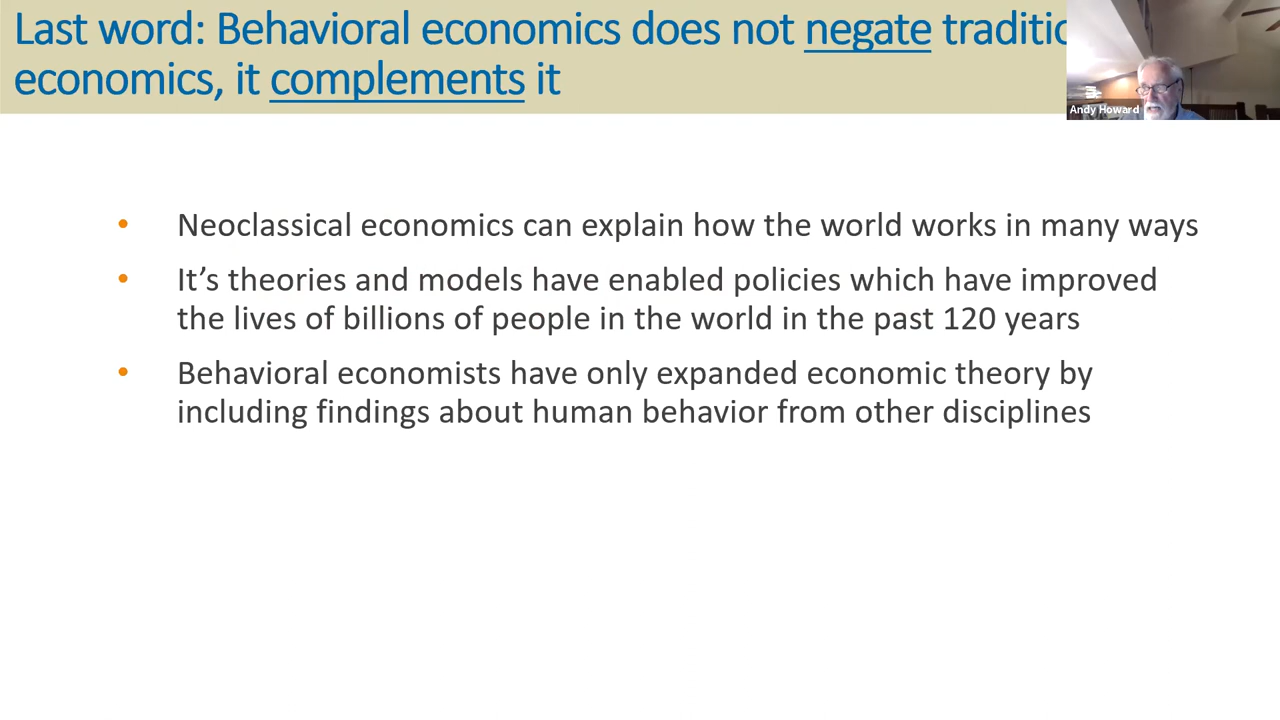 Last word: Behavioral economics does not negate traditio
economics, it complements it
Andy Howard
• Neoclassical economics can explain how the world works in many ways
• It’s theories and models have enabled policies which have improved
the lives of billions of people in the world in the past 120 years
• Behavioral economists have only expanded economic theory by
including findings about human behavior from other disciplines